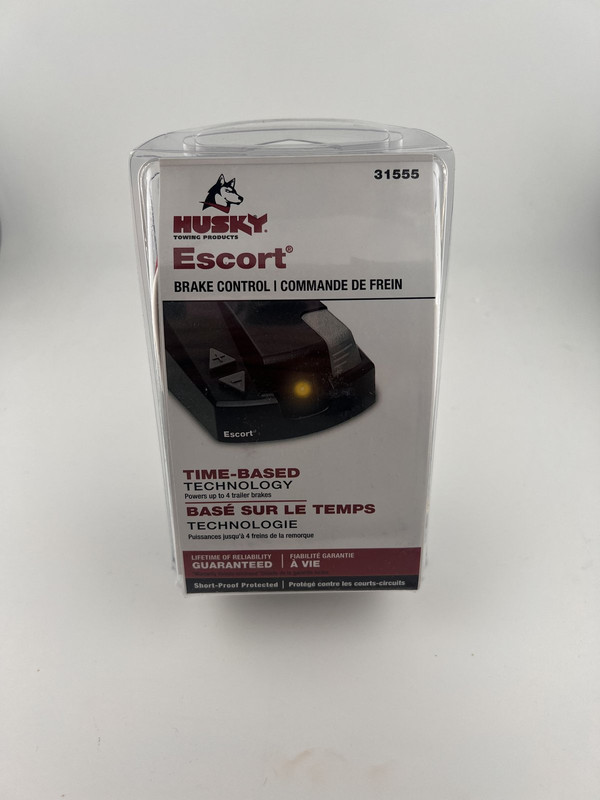 31555
HUSKY
TOWING PRODUCTS
Escort®
BRAKE CONTROL | COMMANDE DE FREIN
+
−
Escort®
TIME-BASED
TECHNOLOGY
Powers up to 4 trailer brakes
BASÉ SUR LE TEMPS
TECHNOLOGIE
Puissances jusqu'à 4 freins de la remorque
LIFETIME OF RELIABILITY | FIABILITÉ GARANTIE
GUARANTEED | À VIE
Short-Proof Protected | Protégé contre les courts-circuits